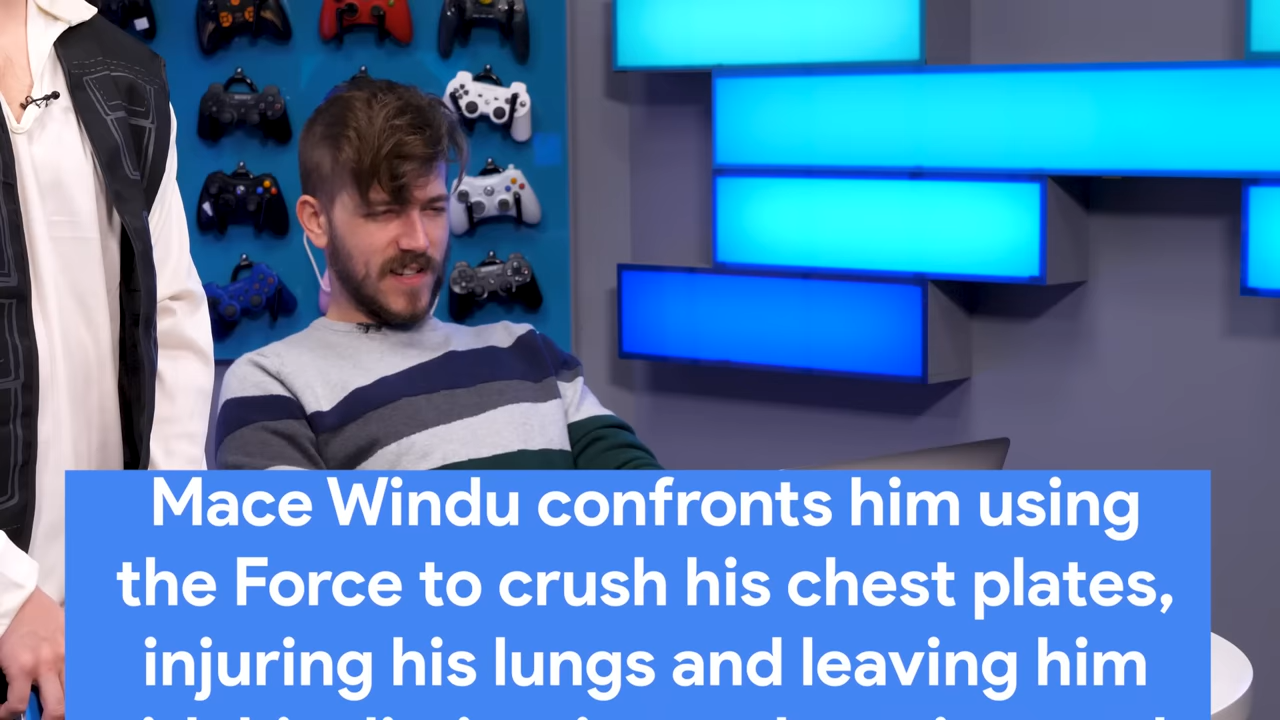 Mace Windu confronts him using
the Force to crush his chest plates,
injuring his lungs and leaving him